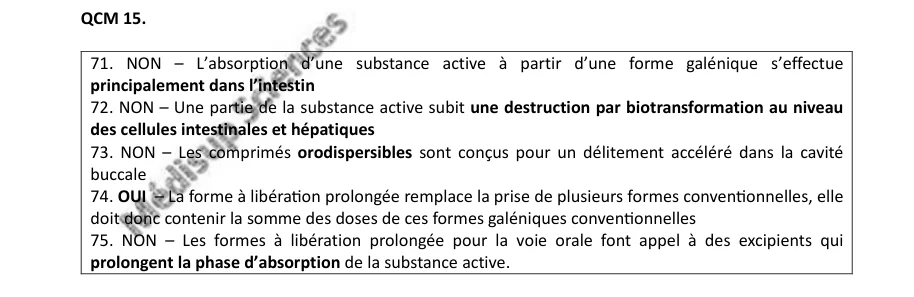 QCM 15.
71. NON – L’absorption d’une substance active à partir d’une forme galénique s’effectue
principalement dans l’intestin
72. NON – Une partie de la substance active subit une destruction par biotransformation au niveau
des cellules intestinales et hépatiques
73. NON – Les comprimés orodispersibles sont conçus pour un délitement accéléré dans la cavité
buccale
74. OUI – La forme à libération prolongée remplace la prise de plusieurs formes conventionnelles, elle
doit donc contenir la somme des doses de ces formes galéniques conventionnelles
75. NON – Les formes à libération prolongée pour la voie orale font appel à des excipients qui
prolongent la phase d’absorption de la substance active.
Médisup Sciences